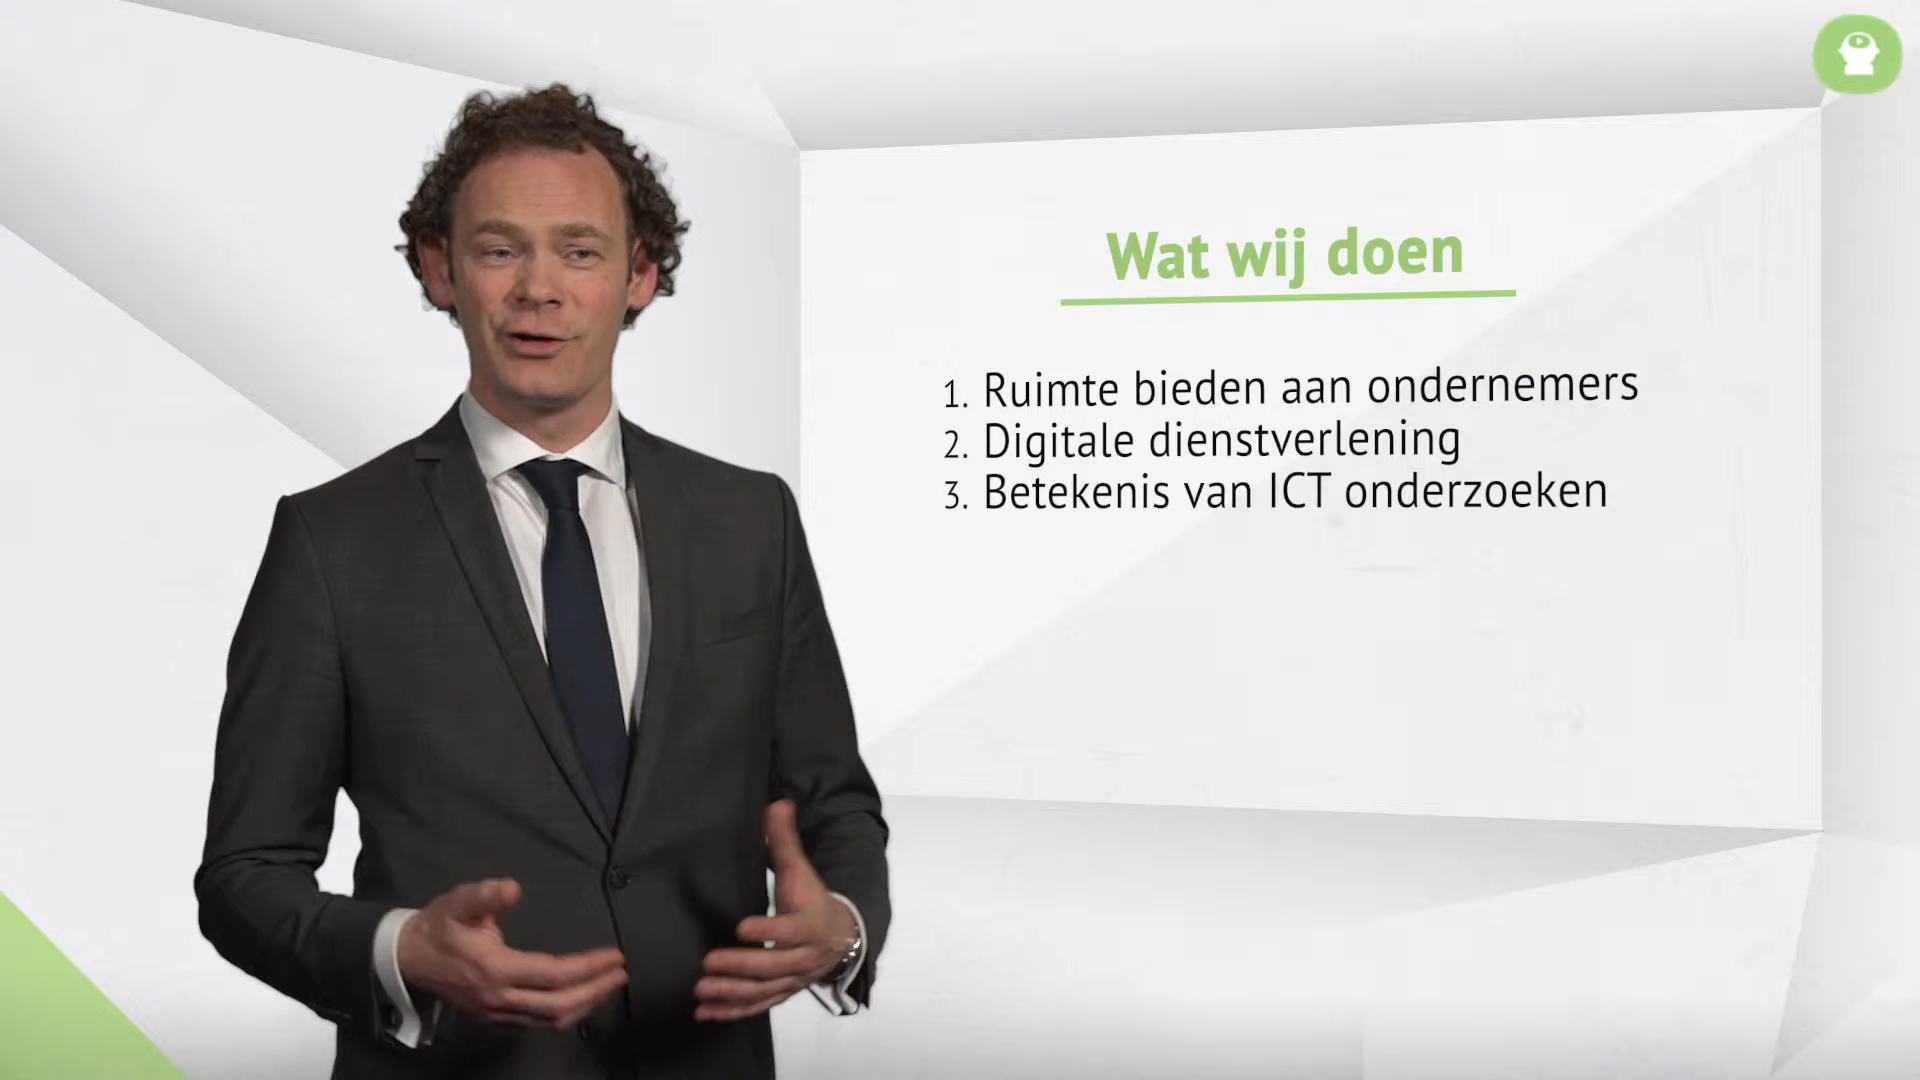 Wat wij doen
1. Ruimte bieden aan ondernemers
2. Digitale dienstverlening
3. Betekenis van ICT onderzoeken